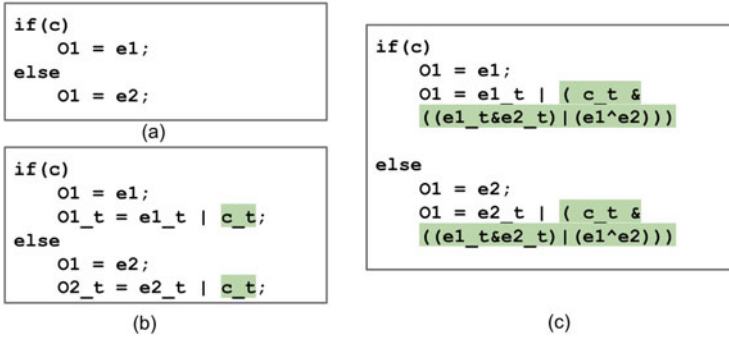 if(c)
O1 = e1;
else
O1 = e2;
(a)
if(c)
O1 = e1;
O1_t = e1_t | c_t;
else
O1 = e2;
O2_t = e2_t | c_t;
(b)
if(c)
O1 = e1;
O1 = e1_t | ( c_t &
((e1_t&e2_t)|(e1^e2)))
else
O1 = e2;
O1 = e2_t | ( c_t &
((e1_t&e2_t)|(e1^e2)))
(c)